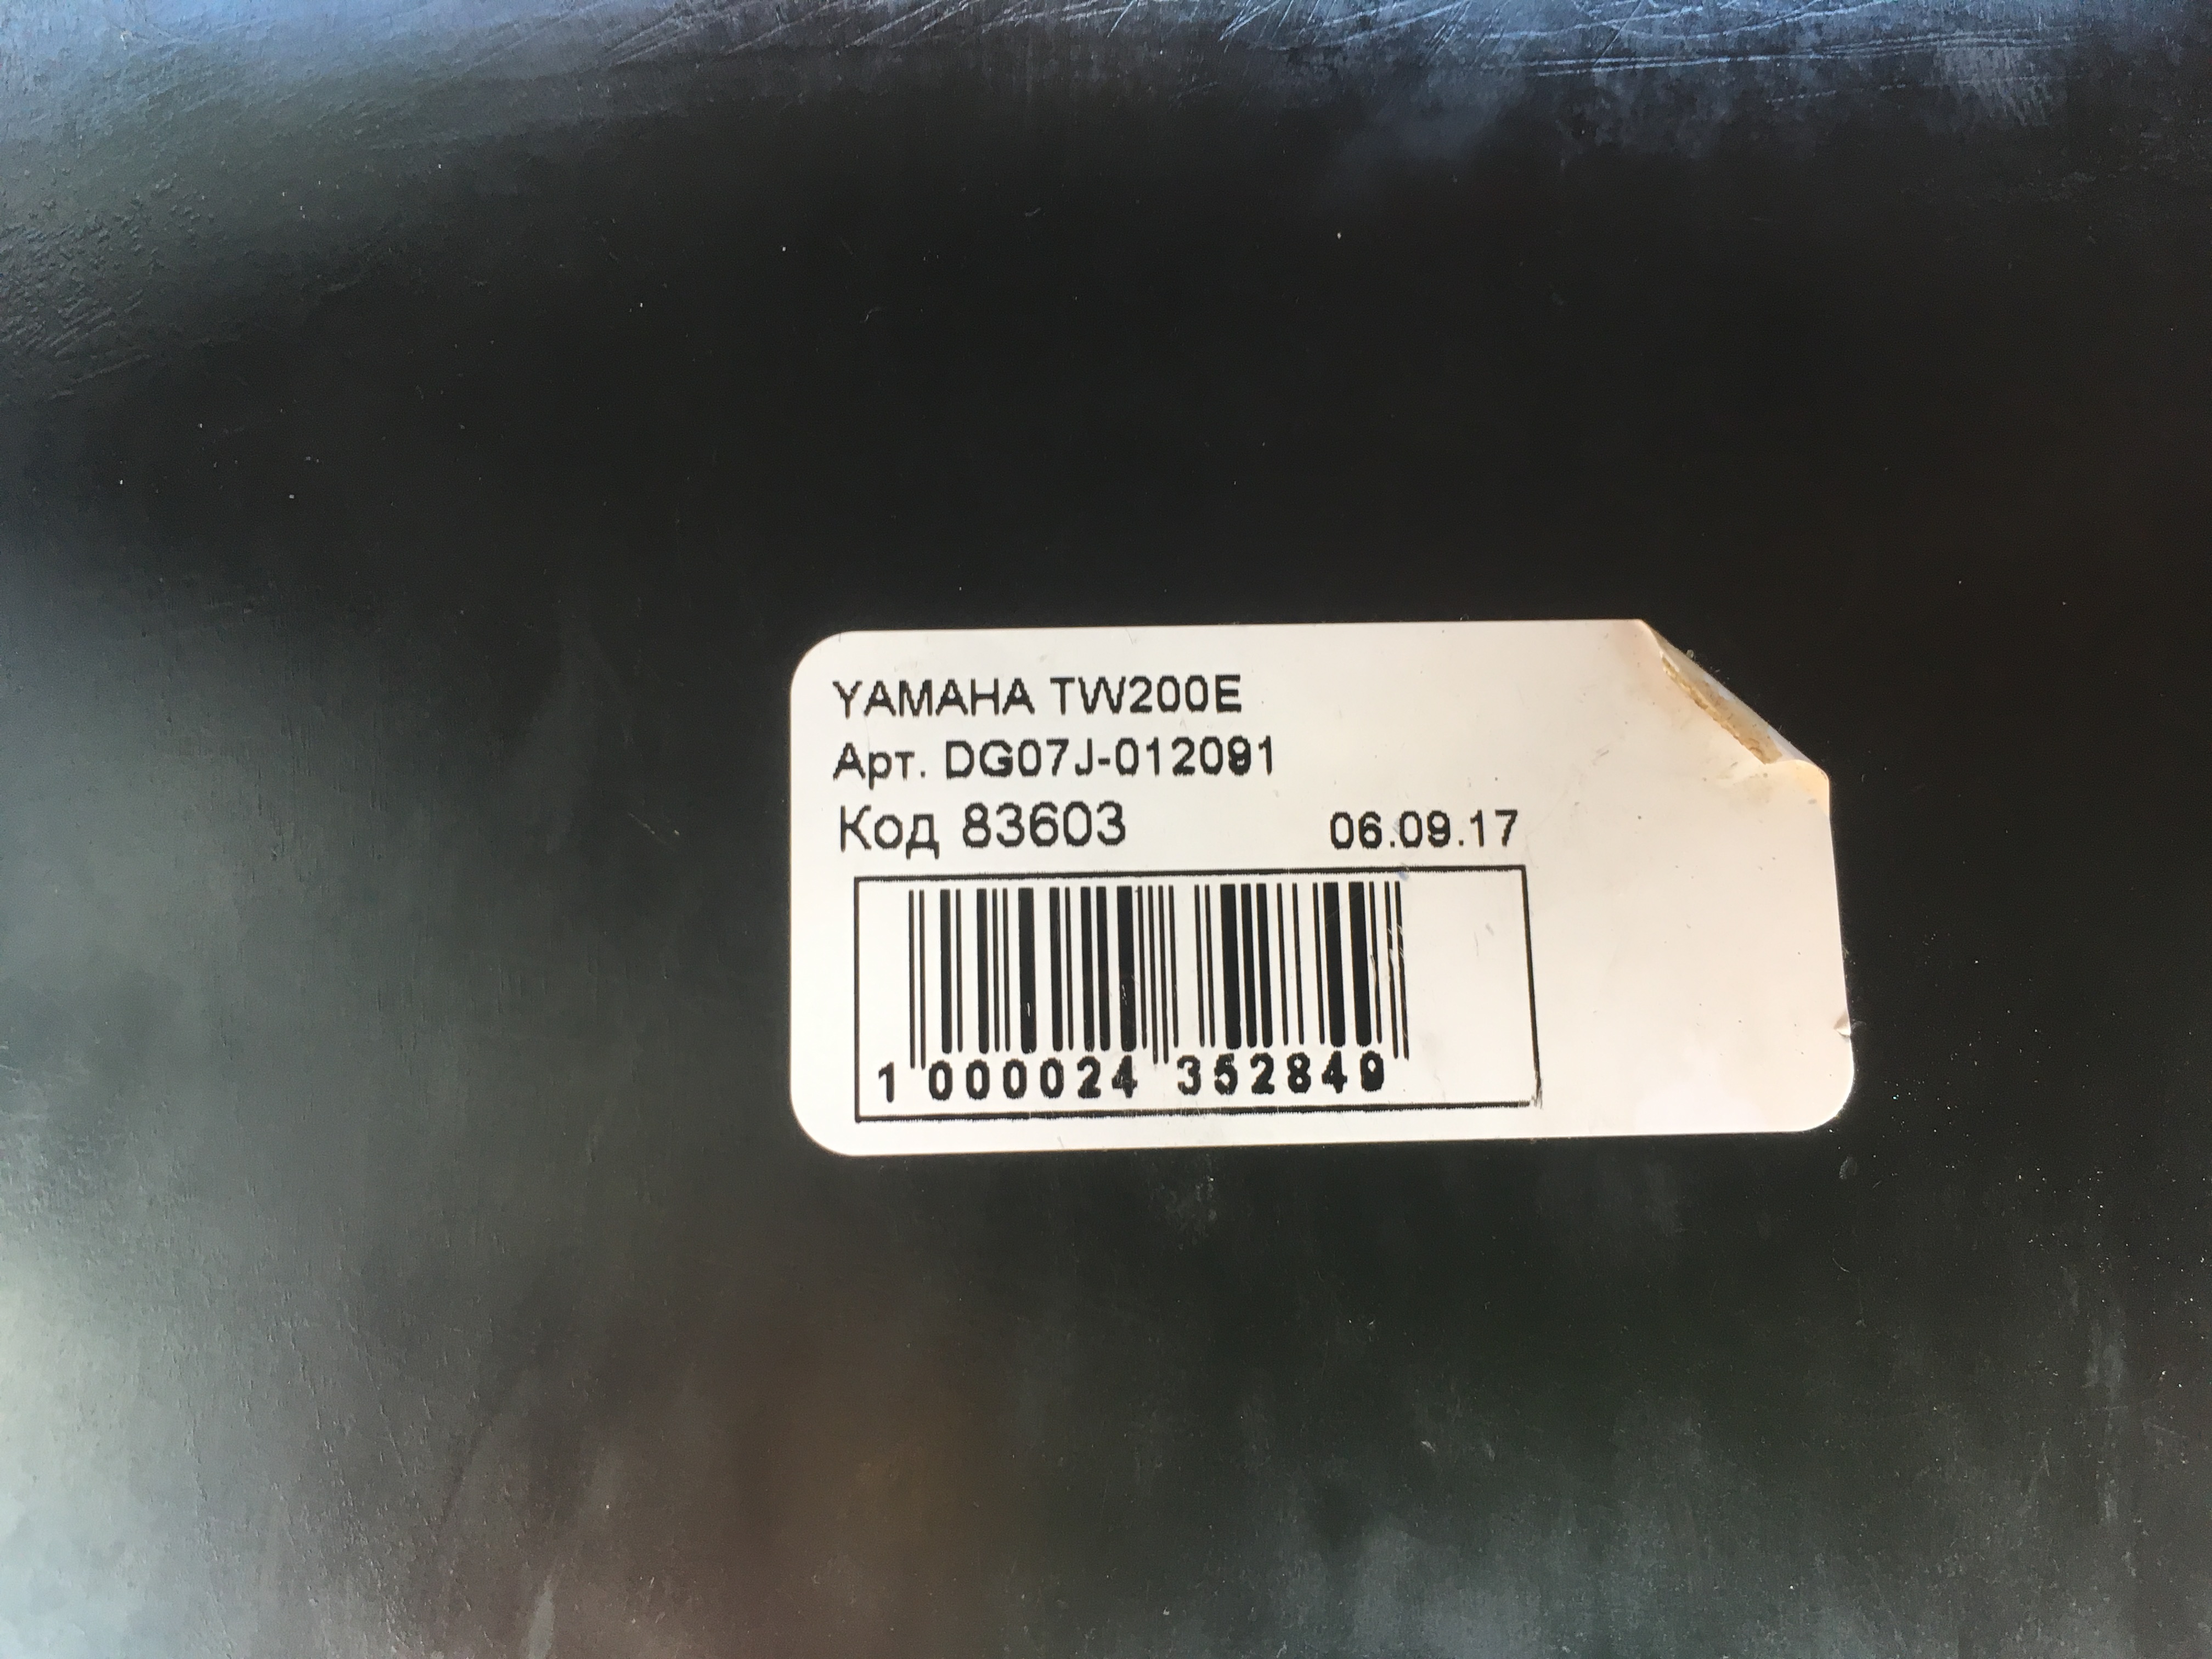 YAMAHA TW200E
Арт. DG07J-012091
Код 83603 06.09.17
1 000024 352849